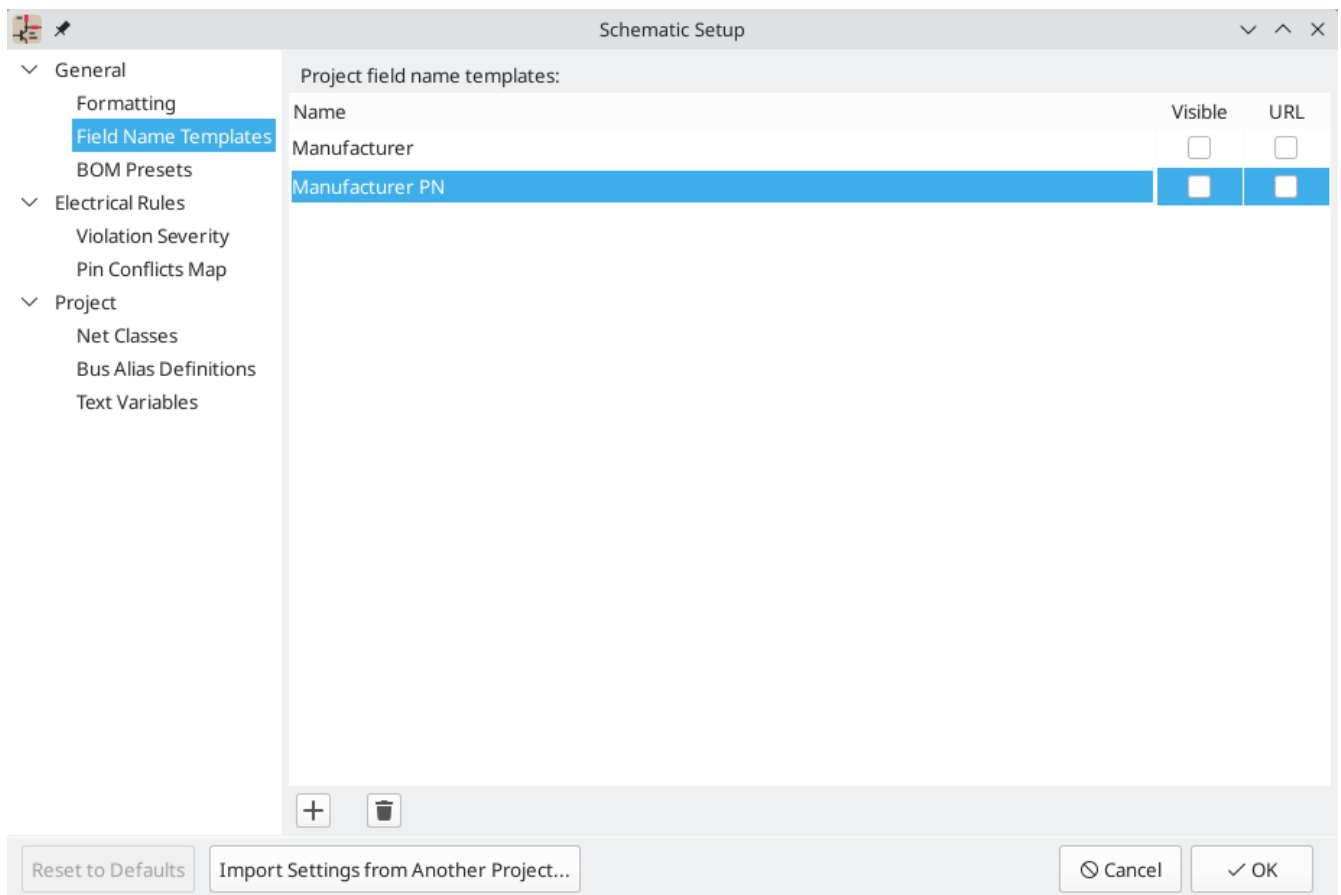 Schematic Setup
General
Formatting
Field Name Templates
BOM Presets
Electrical Rules
Violation Severity
Pin Conflicts Map
Project
Net Classes
Bus Alias Definitions
Text Variables
Project field name templates:
Name Visible URL
Manufacturer
Manufacturer PN
Reset to Defaults Import Settings from Another Project... Cancel OK